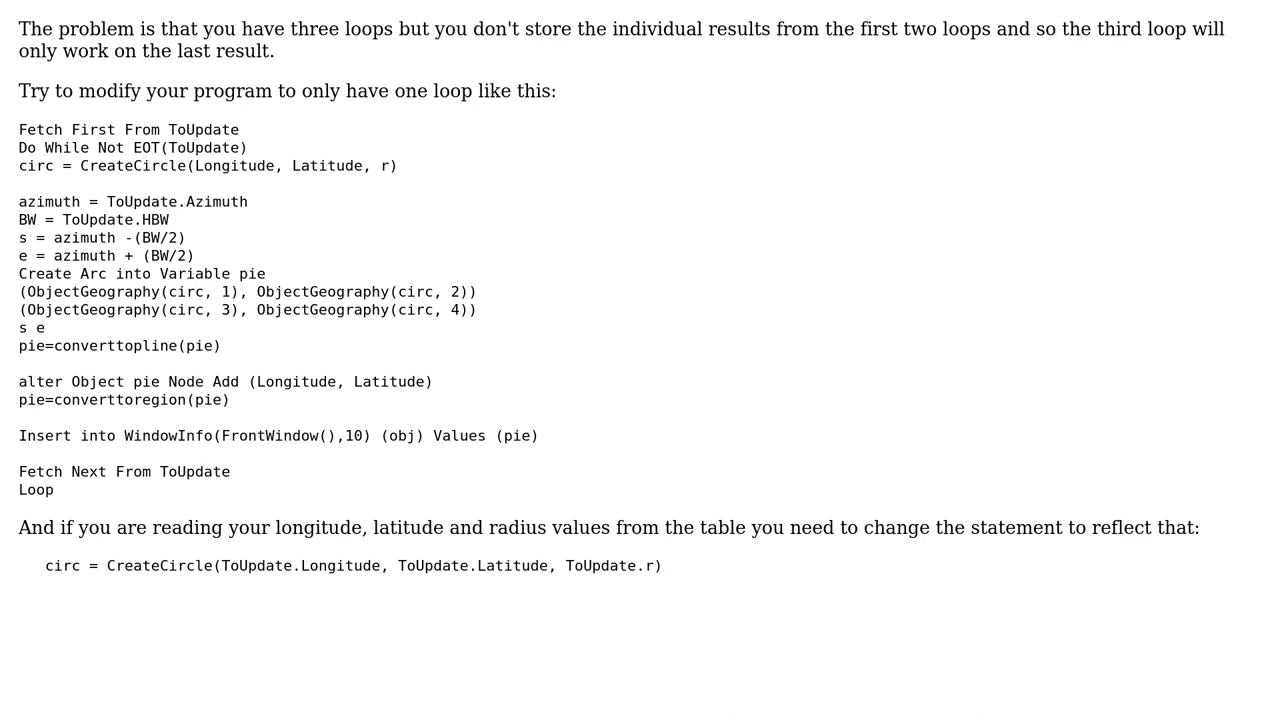 The problem is that you have three loops but you don't store the individual results from the first two loops and so the third loop will
only work on the last result.
Try to modify your program to only have one loop like this:
Fetch First From ToUpdate
Do While Not EOT(ToUpdate)
circ = CreateCircle(Longitude, Latitude, r)
azimuth = ToUpdate.Azimuth
BW = ToUpdate.HBW
s = azimuth -(BW/2)
e = azimuth + (BW/2)
Create Arc into Variable pie
(ObjectGeography(circ, 1), ObjectGeography(circ, 2))
(ObjectGeography(circ, 3), ObjectGeography(circ, 4))
s e
pie=converttopline(pie)
alter Object pie Node Add (Longitude, Latitude)
pie=converttoregion(pie)
Insert into WindowInfo(FrontWindow(),10) (obj) Values (pie)
Fetch Next From ToUpdate
Loop
And if you are reading your longitude, latitude and radius values from the table you need to change the statement to reflect that:
circ = CreateCircle(ToUpdate.Longitude, ToUpdate.Latitude, ToUpdate.r)